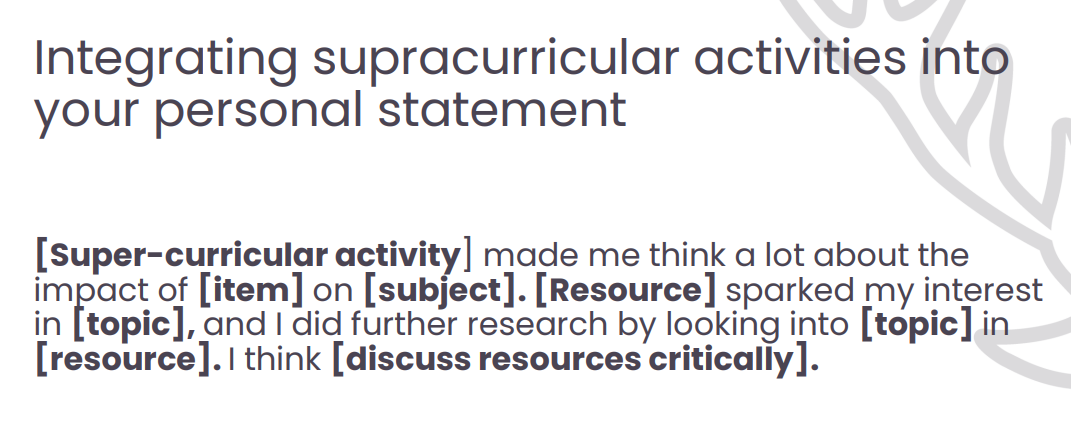 Integrating supracurricular activities into
your personal statement
[Super-curricular activity] made me think a lot about the
impact of [item] on [subject]. [Resource] sparked my interest
in [topic], and I did further research by looking into [topic] in
[resource]. I think [discuss resources critically].